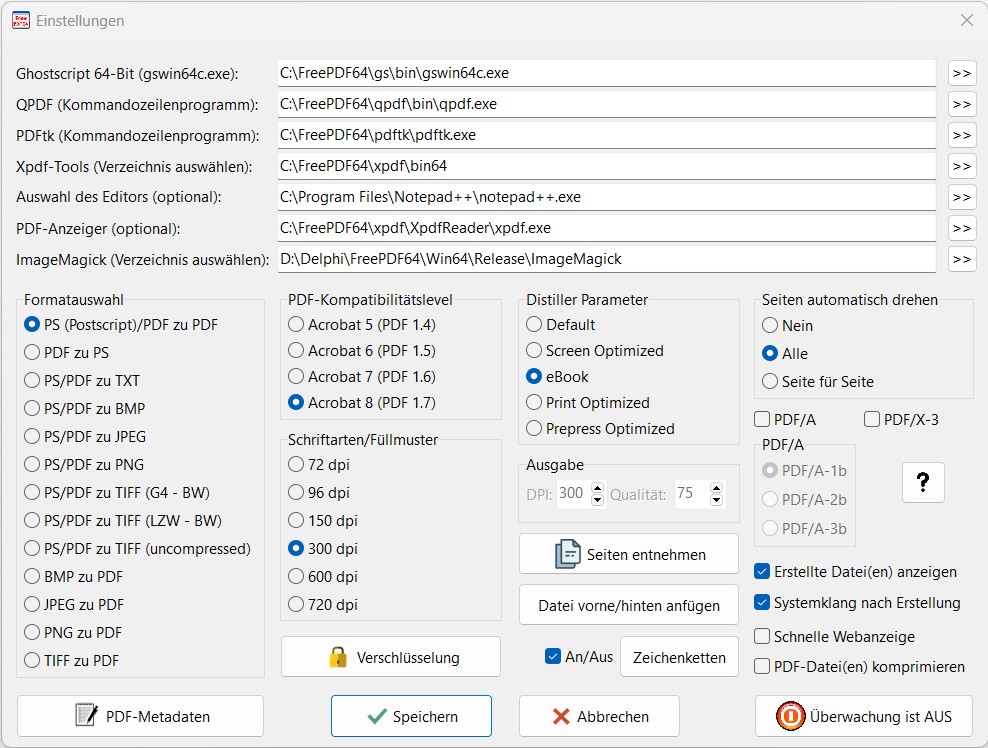 Free
PDF64
Einstellungen
Ghostscript 64-Bit (gswin64c.exe): C:\FreePDF64\gs\bin\gswin64c.exe >>
QPDF (Kommandozeilenprogramm): C:\FreePDF64\qpdf\bin\qpdf.exe >>
PDFtk (Kommandozeilenprogramm): C:\FreePDF64\pdftk\pdftk.exe >>
Xpdf-Tools (Verzeichnis auswählen): C:\FreePDF64\xpdf\bin64 >>
Auswahl des Editors (optional): C:\Program Files\Notepad++\notepad++.exe >>
PDF-Anzeiger (optional): C:\FreePDF64\xpdf\XpdfReader\xpdf.exe >>
ImageMagick (Verzeichnis auswählen): D:\Delphi\FreePDF64\Win64\Release\ImageMagick >>
Formatauswahl
PS (Postscript)/PDF zu PDF
PDF zu PS
PS/PDF zu TXT
PS/PDF zu BMP
PS/PDF zu JPEG
PS/PDF zu PNG
PS/PDF zu TIFF (G4 - BW)
PS/PDF zu TIFF (LZW - BW)
PS/PDF zu TIFF (uncompressed)
BMP zu PDF
JPEG zu PDF
PNG zu PDF
TIFF zu PDF
PDF-Kompatibilitätslevel
Acrobat 5 (PDF 1.4)
Acrobat 6 (PDF 1.5)
Acrobat 7 (PDF 1.6)
Acrobat 8 (PDF 1.7)
Schriftarten/Füllmuster
72 dpi
96 dpi
150 dpi
300 dpi
600 dpi
720 dpi
Verschlüsselung
Distiller Parameter
Default
Screen Optimized
eBook
Print Optimized
Prepress Optimized
Ausgabe
DPI: 300 Qualität: 75
Seiten entnehmen
Datei vorne/hinten anfügen
An/Aus Zeichenketten
Seiten automatisch drehen
Nein
Alle
Seite für Seite
PDF/A PDF/X-3
PDF/A
PDF/A-1b
PDF/A-2b
PDF/A-3b
?
Erstellte Datei(en) anzeigen
Systemklang nach Erstellung
Schnelle Webanzeige
PDF-Datei(en) komprimieren
PDF-Metadaten Speichern Abbrechen Überwachung ist AUS